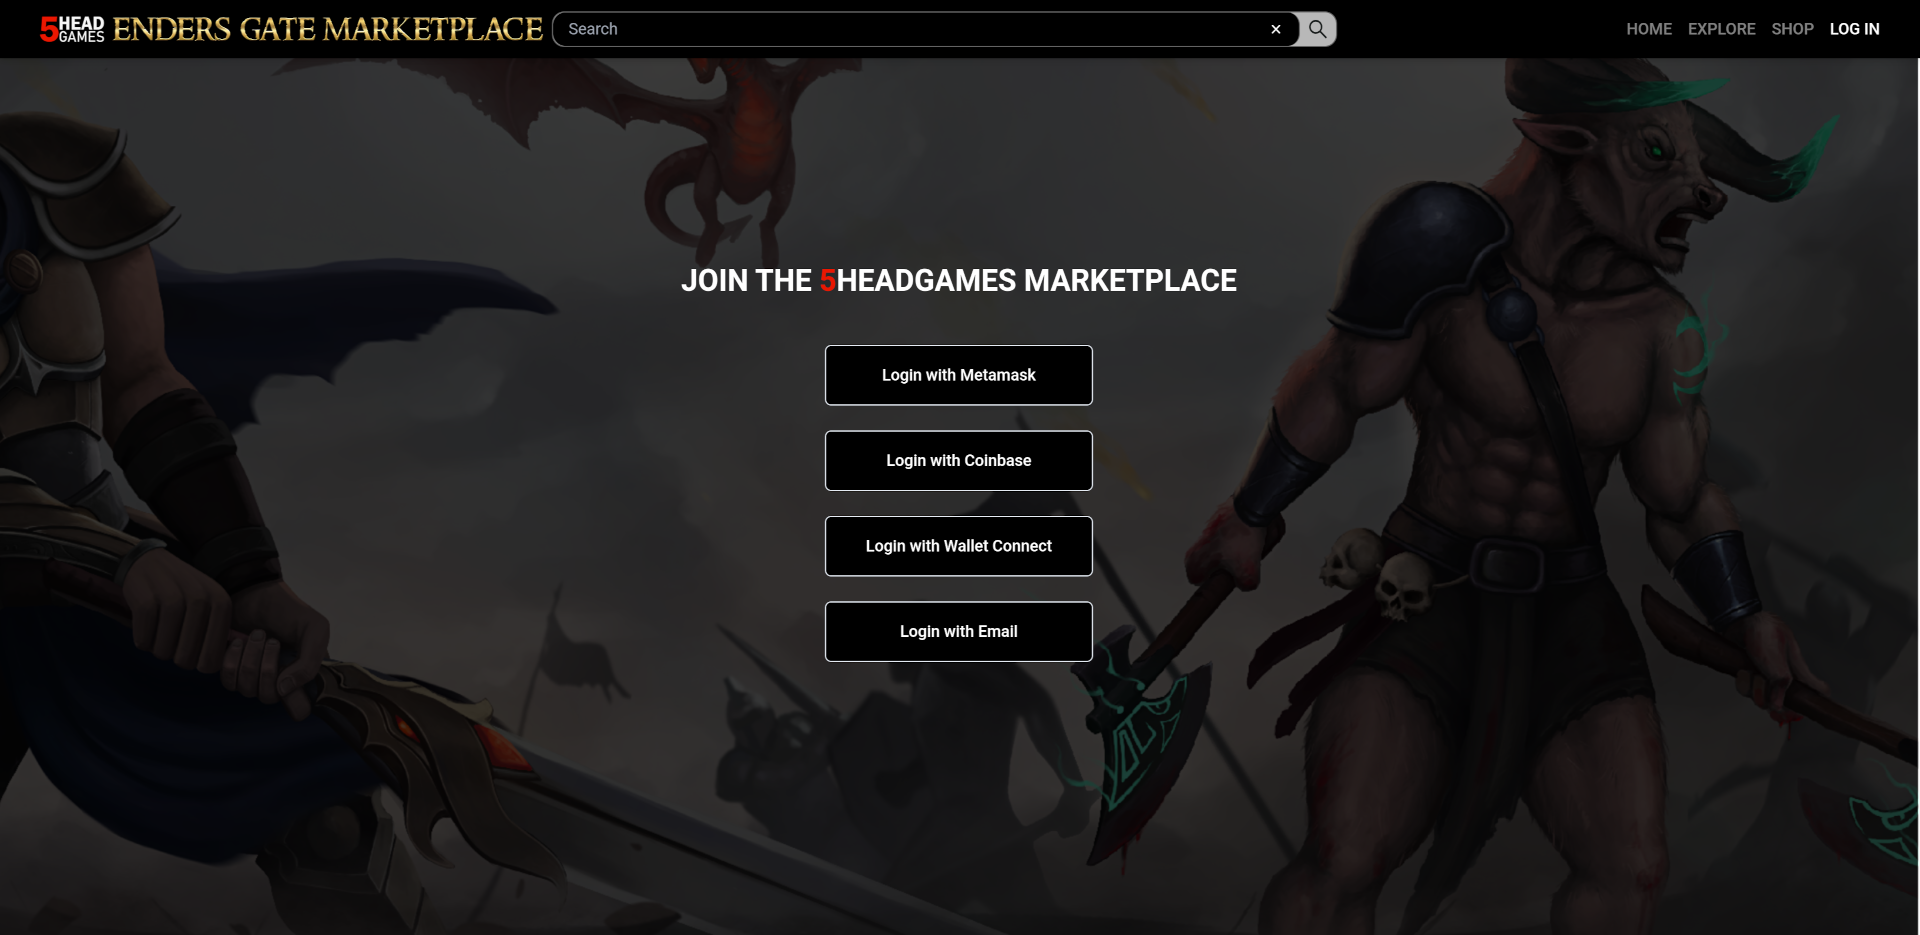 5HEAD GAMES ENDERS GATE MARKETPLACE Search × HOME EXPLORE SHOP LOG IN
JOIN THE 5HEADGAMES MARKETPLACE
Login with Metamask
Login with Coinbase
Login with Wallet Connect
Login with Email